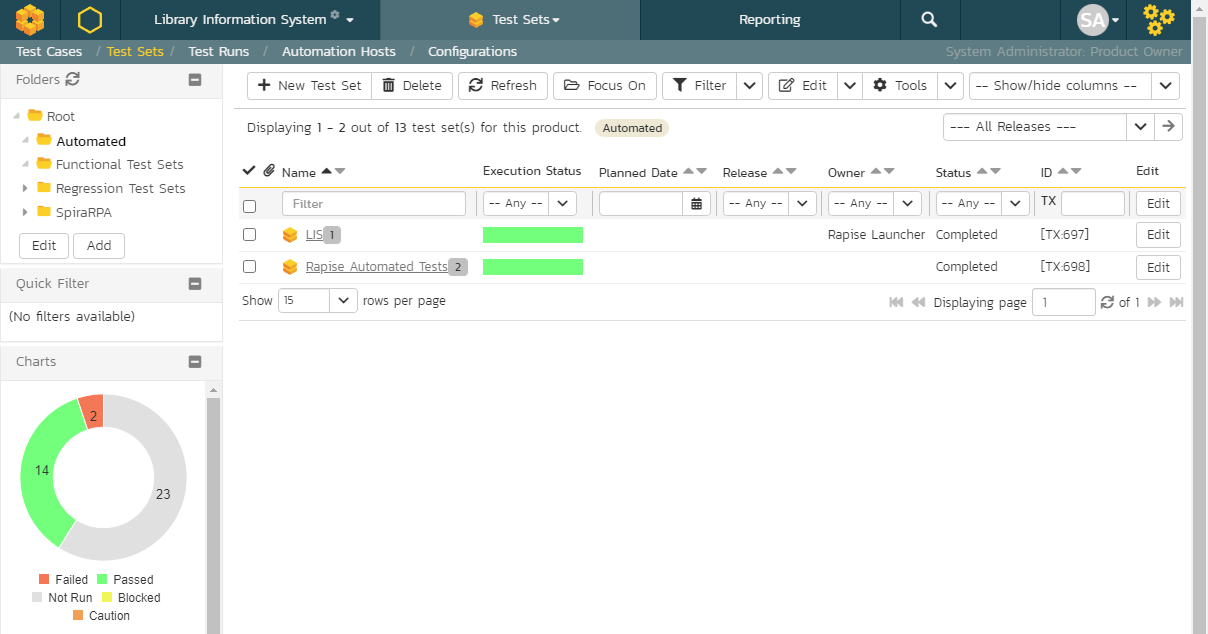 Library Information System
Test Sets
Reporting
SA
Test Cases / Test Sets / Test Runs / Automation Hosts / Configurations
System Administrator: Product Owner
Folders
Root
Automated
Functional Test Sets
Regression Test Sets
SpiraRPA
Edit
Add
Quick Filter
(No filters available)
Charts
2
14
23
Failed Passed
Not Run Blocked
Caution
New Test Set Delete Refresh Focus On Filter Edit Tools -- Show/hide columns --
Displaying 1 - 2 out of 13 test set(s) for this product. Automated
--- All Releases ---
Name Execution Status Planned Date Release Owner Status ID Edit
Filter -- Any -- -- Any -- -- Any -- -- Any -- TX Edit
LIS 1 Rapise Launcher Completed [TX:697] Edit
Rapise Automated Tests 2 Completed [TX:698] Edit
Show 15 rows per page
Displaying page 1 of 1